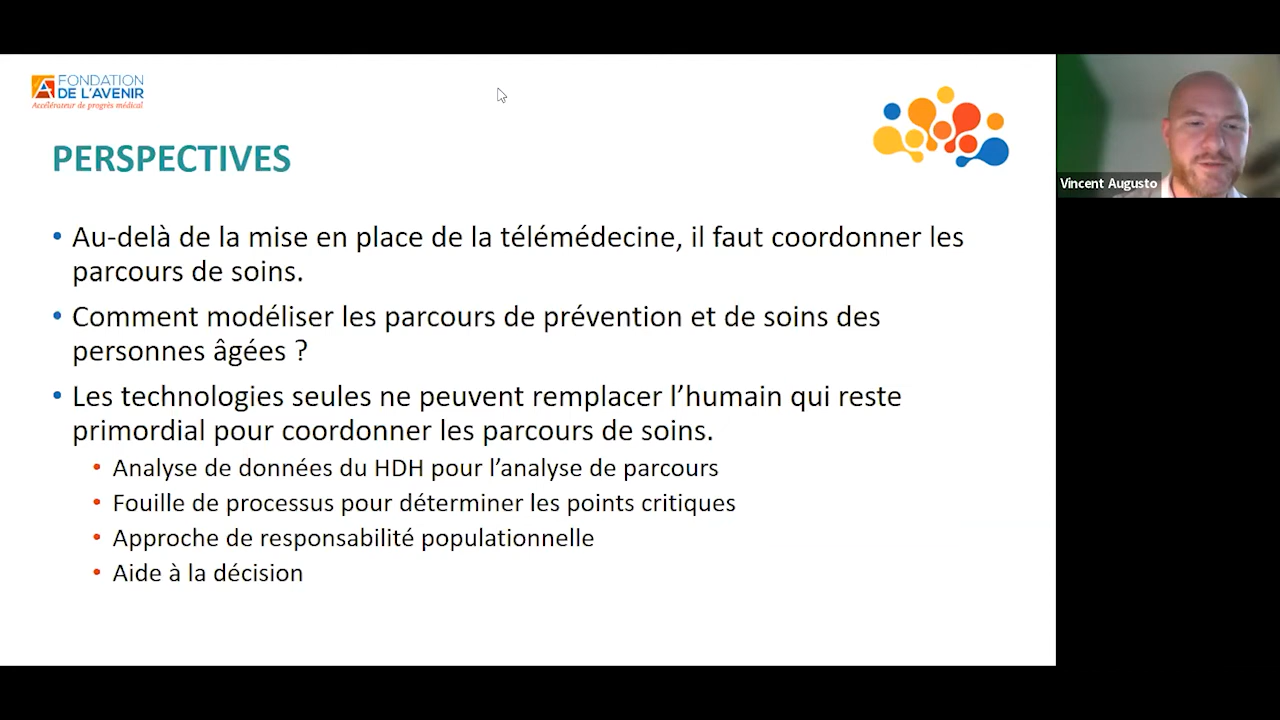 FONDATION
DE L'AVENIR
Accélérateur de progrès médical
PERSPECTIVES
• Au-delà de la mise en place de la télémédecine, il faut coordonner les
parcours de soins.
• Comment modéliser les parcours de prévention et de soins des
personnes âgées ?
• Les technologies seules ne peuvent remplacer l’humain qui reste
primordial pour coordonner les parcours de soins.
• Analyse de données du HDH pour l’analyse de parcours
• Fouille de processus pour déterminer les points critiques
• Approche de responsabilité populationnelle
• Aide à la décision
Vincent Augusto